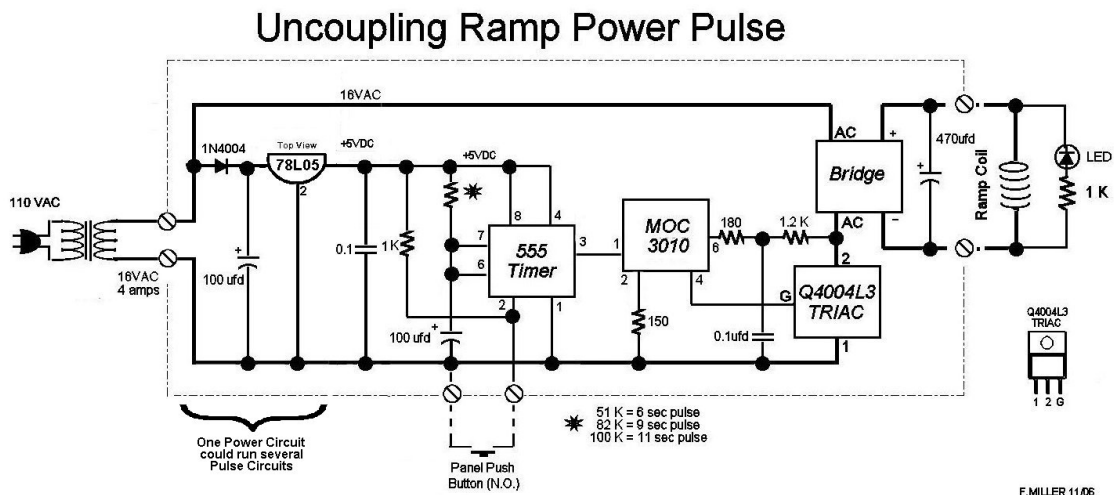 Uncoupling Ramp Power Pulse
16VAC
1N4004
Top View
78L05
2
+5VDC
+5VDC
110 VAC
16VAC
4 amps
+
100 ufd
0.1
1K
7
6
8
4
555
Timer
3
2
1
+
100 ufd
1
MOC
3010
6
2
4
150
180
1.2 K
0.1ufd
AC
+
Bridge
AC
–
2
G
Q4004L3
TRIAC
1
470ufd
+
Ramp Coil
LED
1 K
Q4004L3
TRIAC
1 2 G
One Power Circuit
could run several
Pulse Circuits
Panel Push
Button (N.O.)
51 K = 6 sec pulse
82 K = 9 sec pulse
100 K = 11 sec pulse
F.MILLER 11/06